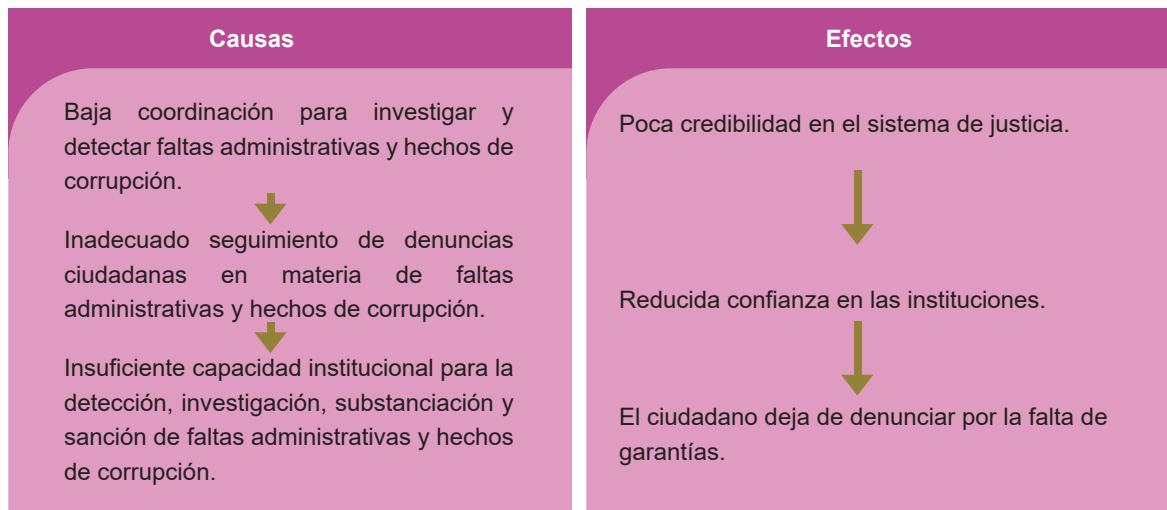 Causas
Baja coordinación para investigar y
detectar faltas administrativas y hechos de
corrupción.
Inadecuado seguimiento de denuncias
ciudadanas en materia de faltas
administrativas y hechos de corrupción.
Insuficiente capacidad institucional para la
detección, investigación, substanciación y
sanción de faltas administrativas y hechos
de corrupción.
Efectos
Poca credibilidad en el sistema de justicia.
Reducida confianza en las instituciones.
El ciudadano deja de denunciar por la falta de
garantías.